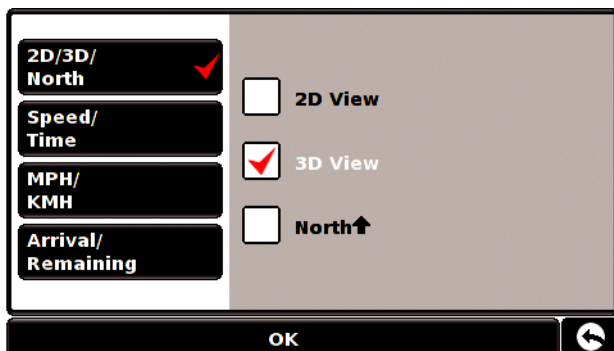 2D/3D/
North
Speed/
Time
MPH/
KMH
Arrival/
Remaining
2D View
3D View
North
OK